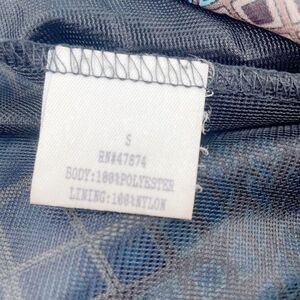 S
RN#47874
BODY:100%POLYESTER
LINING:100%NYLON